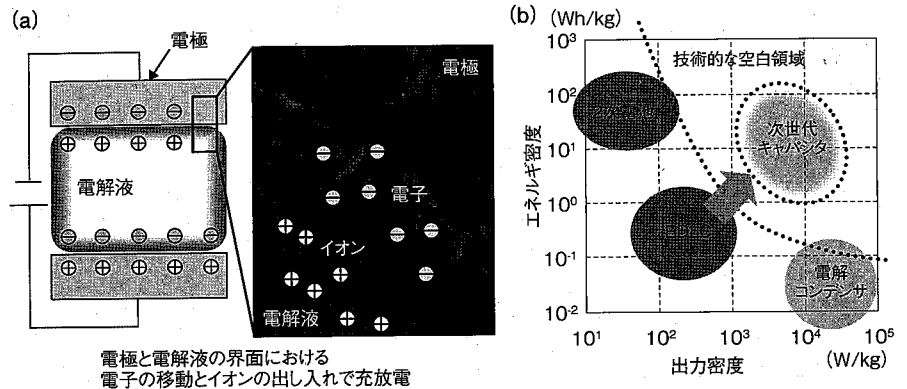 (a)
電極
電解液
電極
電子
イオン
電解液
電極と電解液の界面における
電子の移動とイオンの出し入れで充放電
(b)
(Wh/kg)
エネルギ密度
10³
10²
10¹
10⁰
10⁻¹
10⁻²
技術的な空白領域
次世代
キャパシタ
電解
コンデンサ
10¹
10²
10³
10⁴
10⁵
出力密度
(W/kg)